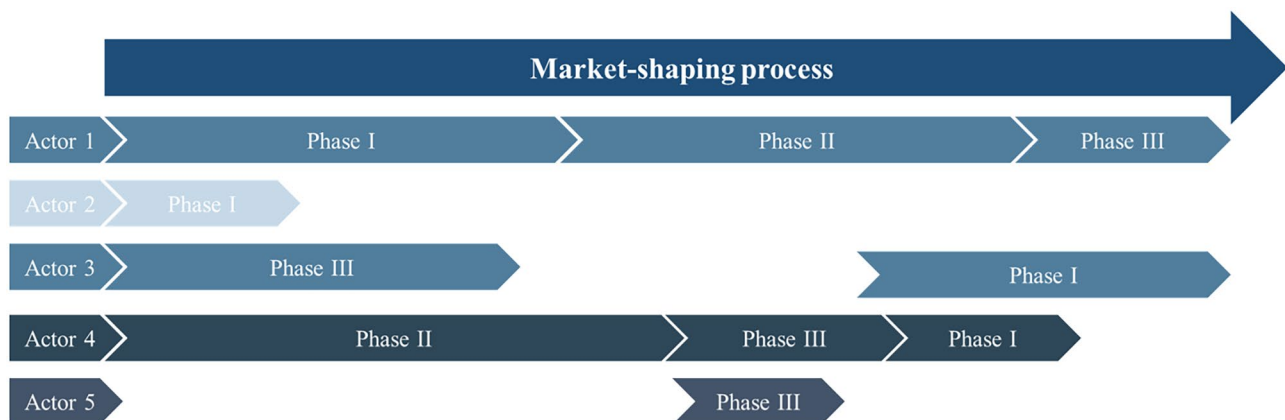 Market-shaping process
Actor 1 Phase I Phase II Phase III
Actor 2 Phase I
Actor 3 Phase III Phase I
Actor 4 Phase II Phase III Phase I
Actor 5 Phase III